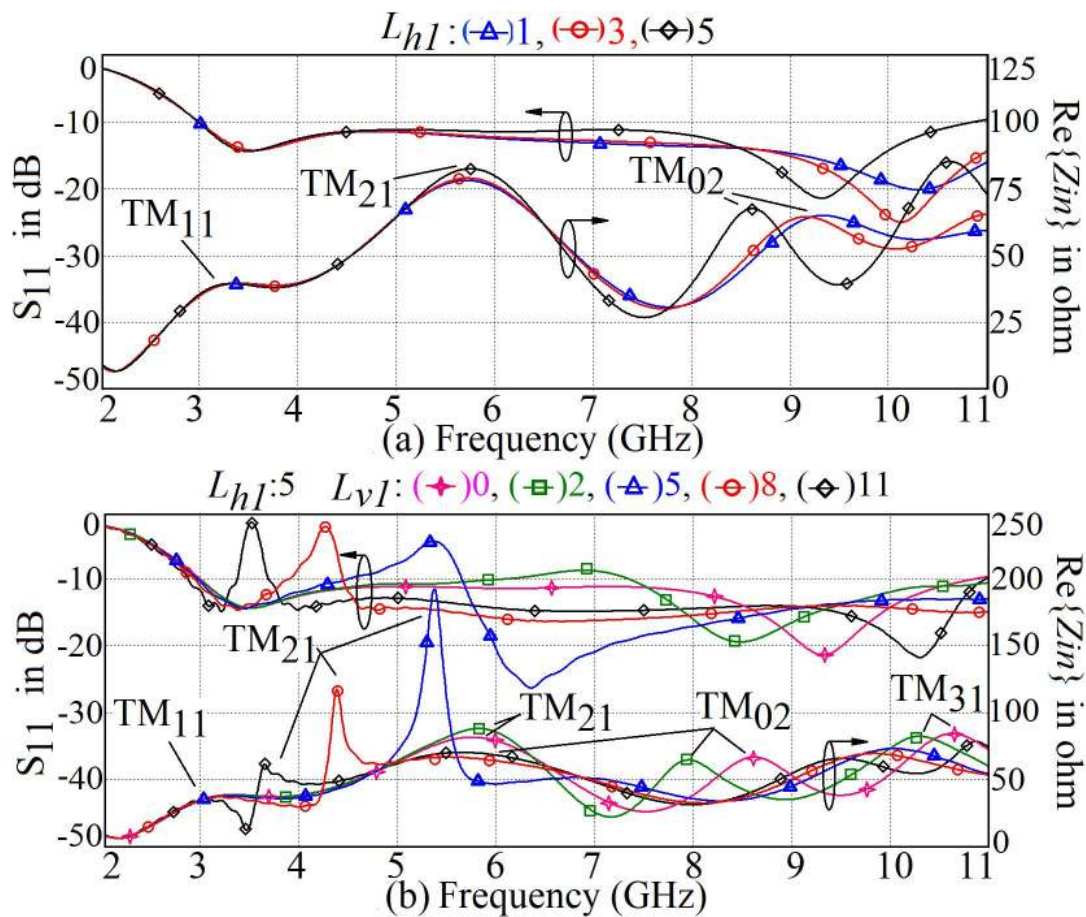 L_h1:(-△-)1, (-○-)3, (-◇-)5
0 -10 -20 -30 -40 -50
S11 in dB
125 100 75 50 25 0
Re{Zin} in ohm
TM21
TM02
TM11
2 3 4 5 6 7 8 9 10 11
(a) Frequency (GHz)
L_h1:5 L_v1: (-✦-)0, (-□-)2, (-△-)5, (-○-)8, (-◇-)11
0 -10 -20 -30 -40 -50
S11 in dB
250 200 150 100 50 0
Re{Zin} in ohm
TM21
TM11
TM21
TM02
TM31
2 3 4 5 6 7 8 9 10 11
(b) Frequency (GHz)